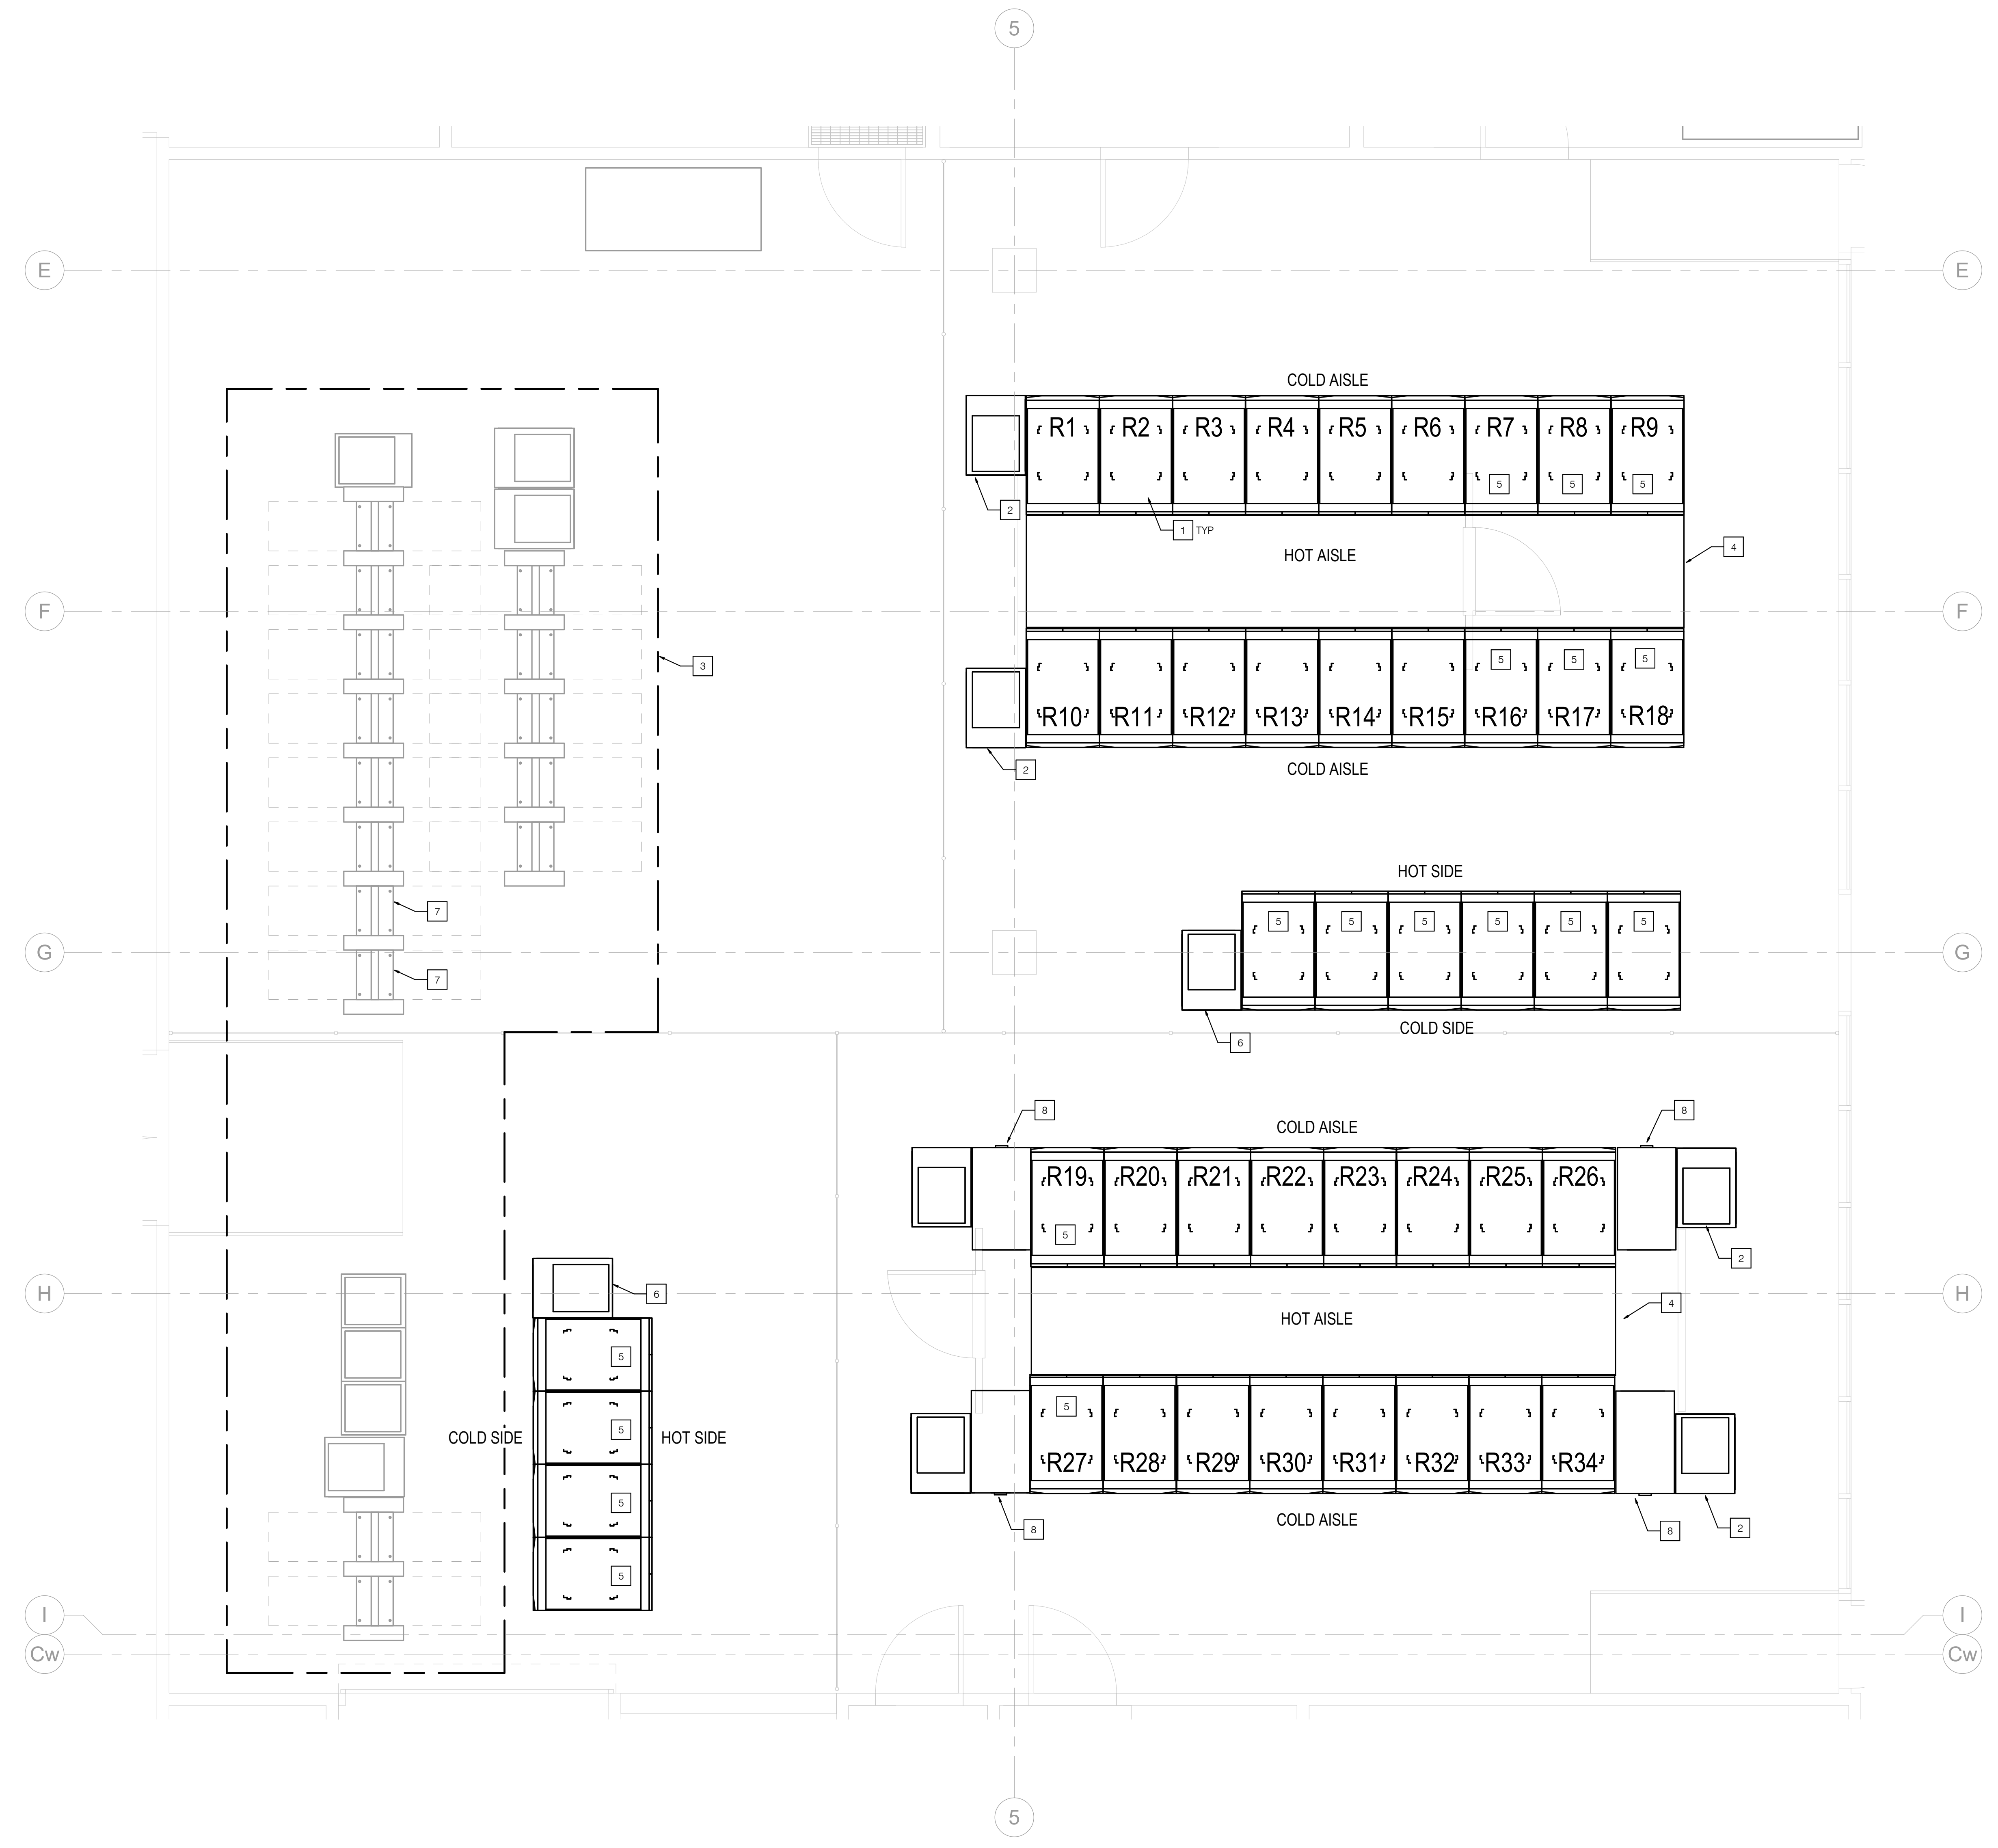 5
E E
COLD AISLE
R1 R2 R3 R4 R5 R6 R7 R8 R9
5 5 5
2
1 TYP
4
HOT AISLE
F F
3
5 5 5
R10 R11 R12 R13 R14 R15 R16 R17 R18
2
COLD AISLE
HOT SIDE
7
5 5 5 5 5 5
G G
7
COLD SIDE
6
8 8
COLD AISLE
R19 R20 R21 R22 R23 R24 R25 R26
5
2
H H
6
4
HOT AISLE
5
5
5
COLD SIDE HOT SIDE
R27 R28 R29 R30 R31 R32 R33 R34
5
COLD AISLE
8 8 2
5
I I
Cw Cw
5